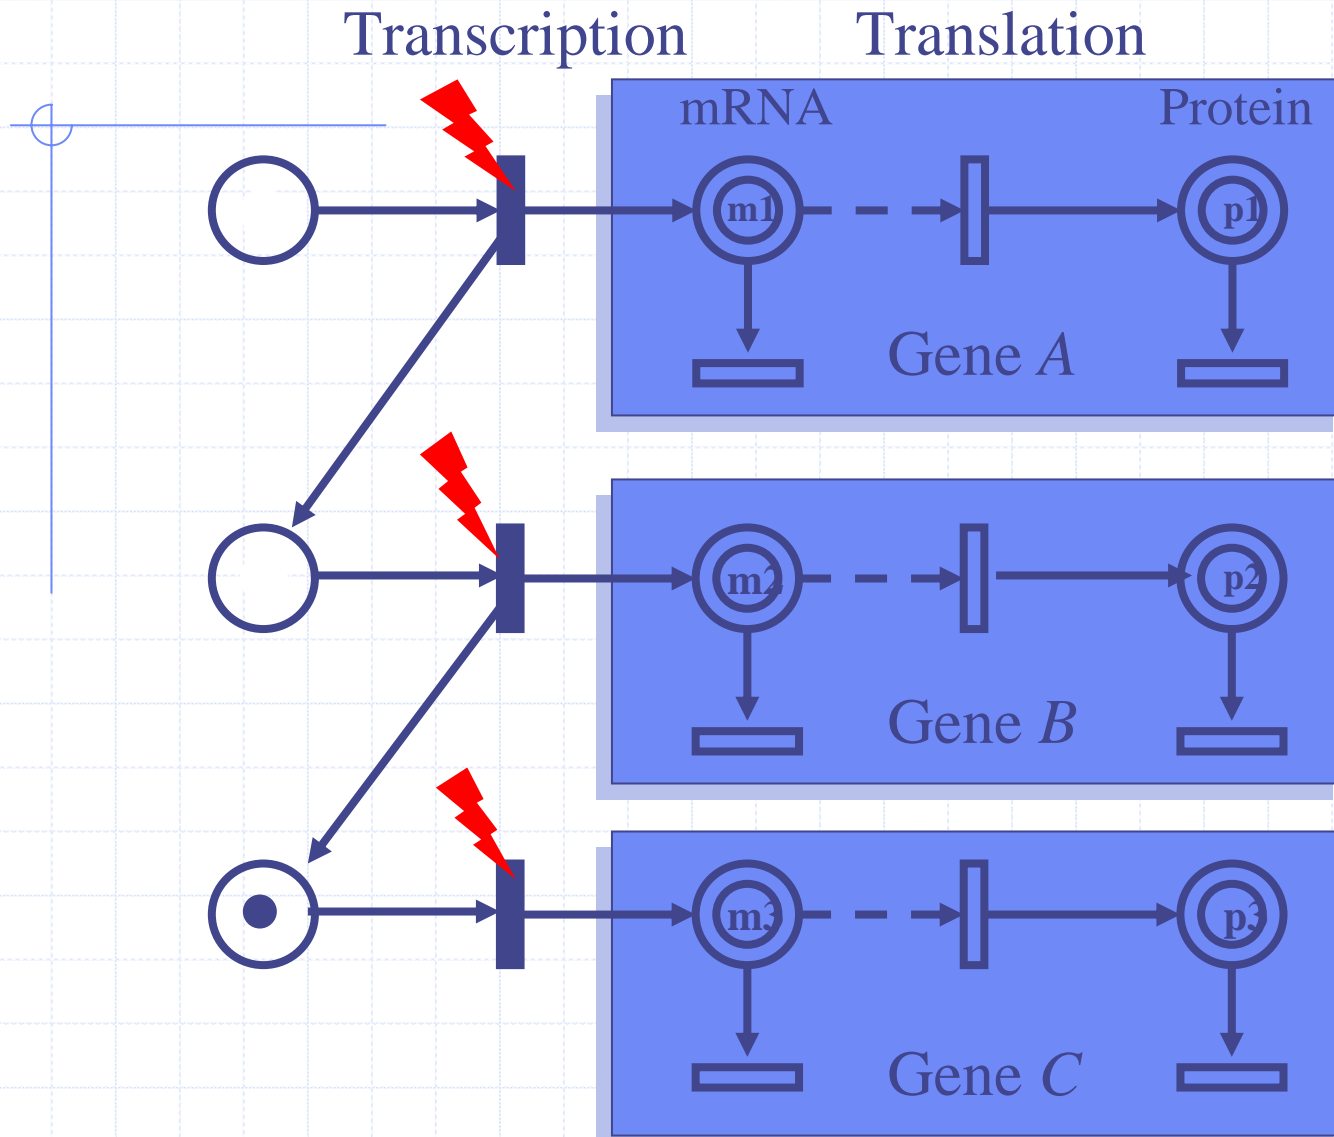 Transcription Translation
mRNA Protein
m1 p1
Gene A
m2 p2
Gene B
m3 p3
Gene C